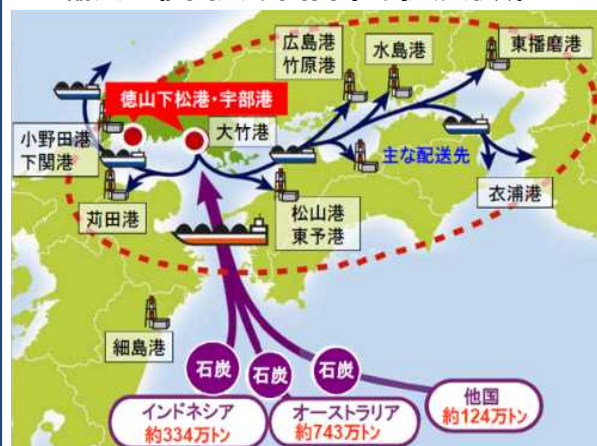 広島港
竹原港
水島港
東播磨港
徳山下松港・宇部港
小野田港
下関港
大竹港
主な配送先
衣浦港
苅田港
松山港
東予港
細島港
石炭
石炭
石炭
インドネシア
約334万トン
オーストラリア
約743万トン
他国
約124万トン